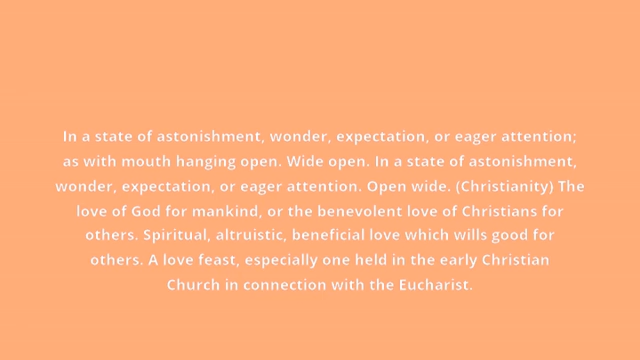 In a state of astonishment, wonder, expectation, or eager attention;
as with mouth hanging open. Wide open. In a state of astonishment,
wonder, expectation, or eager attention. Open wide. (Christianity) The
love of God for mankind, or the benevolent love of Christians for
others. Spiritual, altruistic, beneficial love which wills good for
others. A love feast, especially one held in the early Christian
Church in connection with the Eucharist.